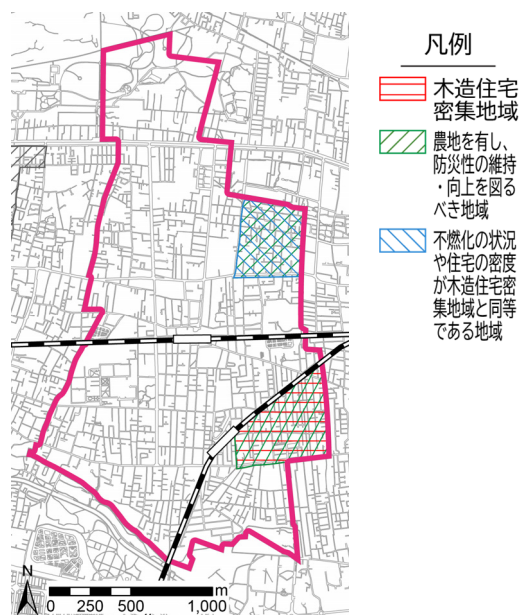 凡例
木造住宅
密集地域
農地を有し、
防災性の維持
・向上を図る
べき地域
不燃化の状況
や住宅の密度
が木造住宅密
集地域と同等
である地域
N
0 250 500 1,000 m